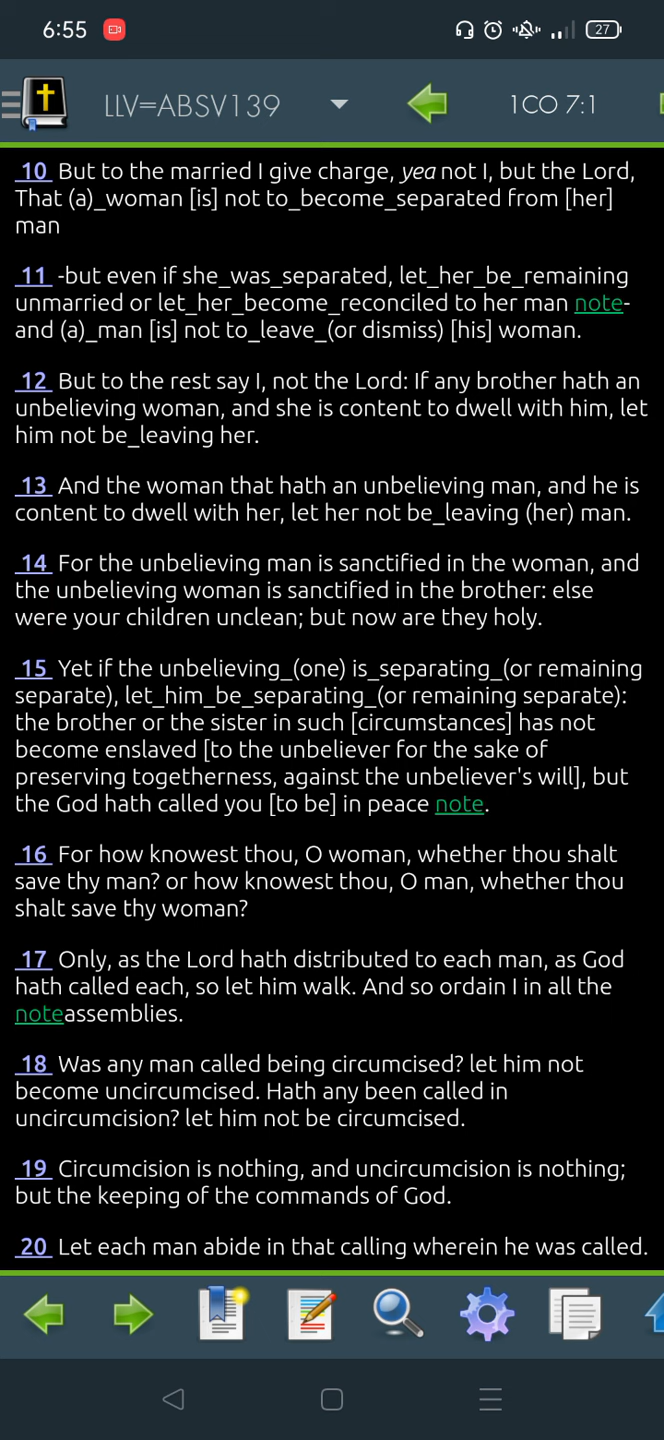 6:55
27
LLV=ABSV139
1CO 7:1
10 But to the married I give charge, yea not I, but the Lord,
That (a)_woman [is] not to_become_separated from [her]
man
11 -but even if she_was_separated, let_her_be_remaining
unmarried or let_her_become_reconciled to her man note-
and (a)_man [is] not to_leave_(or dismiss) [his] woman.
12 But to the rest say I, not the Lord: If any brother hath an
unbelieving woman, and she is content to dwell with him, let
him not be_leaving her.
13 And the woman that hath an unbelieving man, and he is
content to dwell with her, let her not be_leaving (her) man.
14 For the unbelieving man is sanctified in the woman, and
the unbelieving woman is sanctified in the brother: else
were your children unclean; but now are they holy.
15 Yet if the unbelieving_(one) is_separating_(or remaining
separate), let_him_be_separating_(or remaining separate):
the brother or the sister in such [circumstances] has not
become enslaved [to the unbeliever for the sake of
preserving togetherness, against the unbeliever's will], but
the God hath called you [to be] in peace note.
16 For how knowest thou, O woman, whether thou shalt
save thy man? or how knowest thou, O man, whether thou
shalt save thy woman?
17 Only, as the Lord hath distributed to each man, as God
hath called each, so let him walk. And so ordain I in all the
noteassemblies.
18 Was any man called being circumcised? let him not
become uncircumcised. Hath any been called in
uncircumcision? let him not be circumcised.
19 Circumcision is nothing, and uncircumcision is nothing;
but the keeping of the commands of God.
20 Let each man abide in that calling wherein he was called.